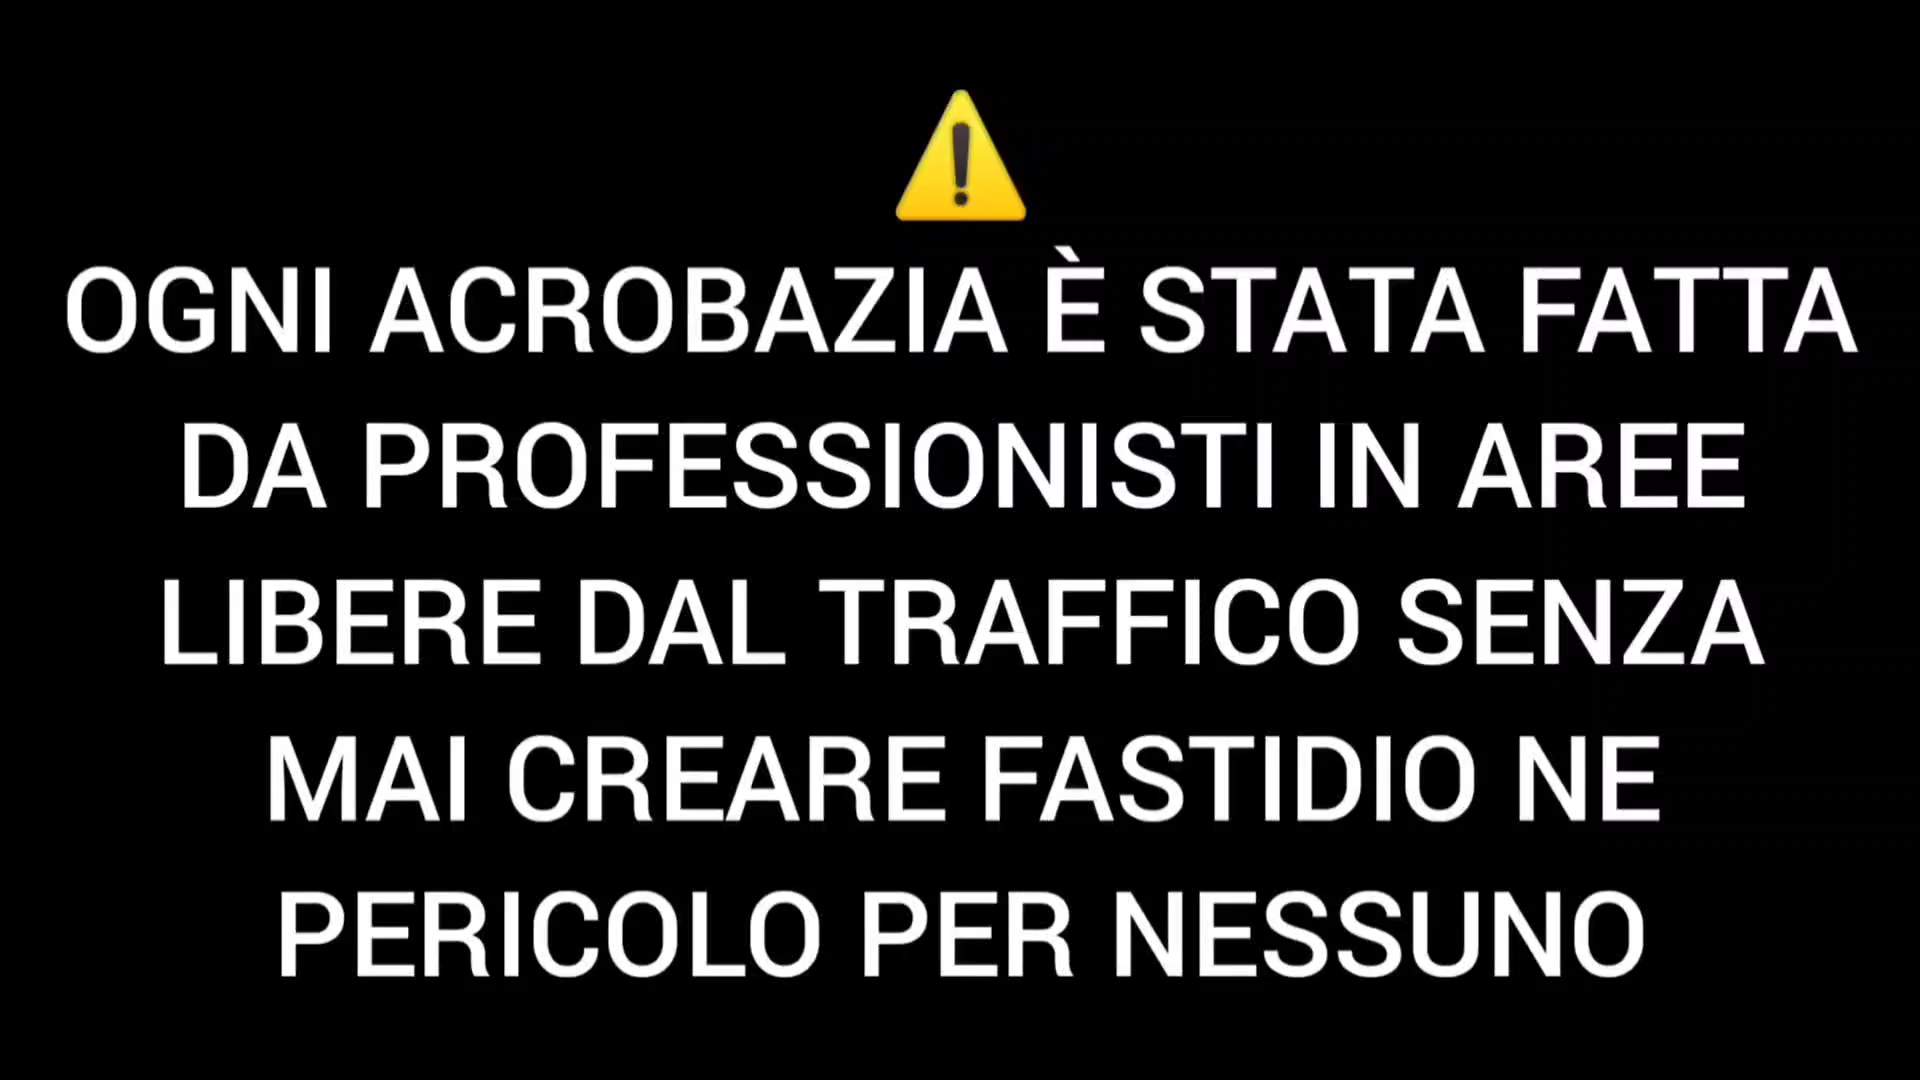 OGNI ACROBAZIA È STATA FATTA
DA PROFESSIONISTI IN AREE
LIBERE DAL TRAFFICO SENZA
MAI CREARE FASTIDIO NE
PERICOLO PER NESSUNO